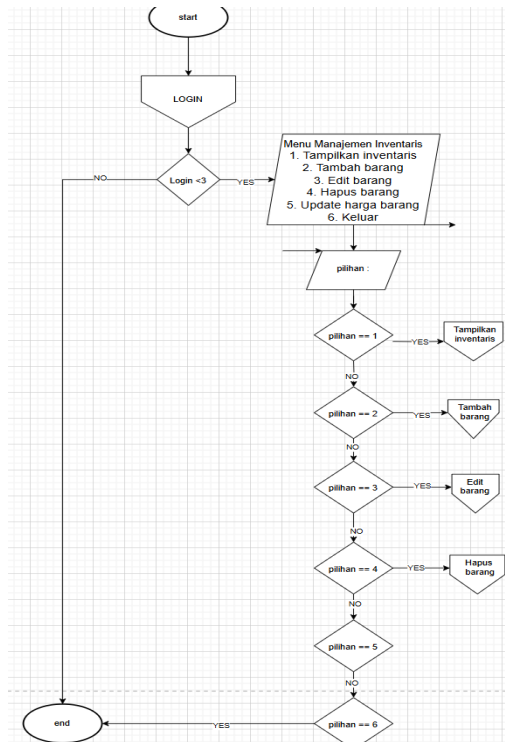 start
LOGIN
Login <3
NO
YES
Menu Manajemen Inventaris
1. Tampilkan inventaris
2. Tambah barang
3. Edit barang
4. Hapus barang
5. Update harga barang
6. Keluar
pilihan :
pilihan == 1
YES
Tampilkan
inventaris
NO
pilihan == 2
YES
Tambah
barang
NO
pilihan == 3
YES
Edit
barang
NO
pilihan == 4
YES
Hapus
barang
NO
pilihan == 5
NO
pilihan == 6
YES
end